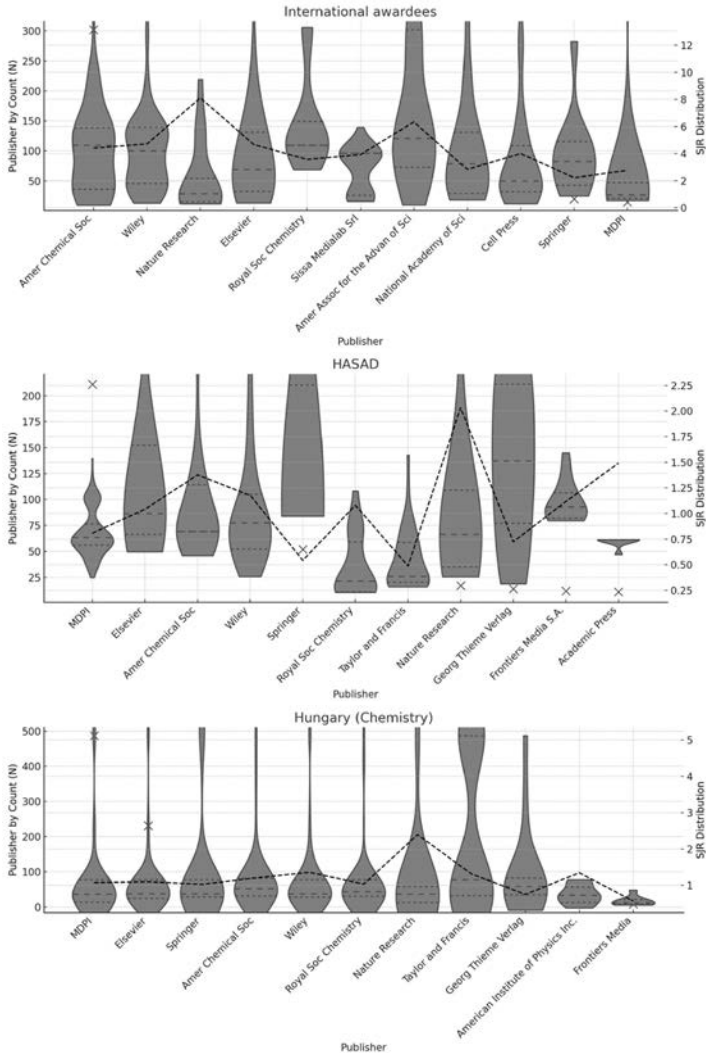 International awardees
Publisher by Count (N)
300
250
200
150
100
50
12
10
8
6
4
2
0
SJR Distribution
Amer Chemical Soc
Wiley
Nature Research
Elsevier
Royal Soc Chemistry
Sissa Medialab Srl
Amer Assoc for the Advan of Sci
National Academy of Sci
Cell Press
Springer
MDPI
Publisher
HASAD
Publisher by Count (N)
200
175
150
125
100
75
50
25
2.25
2.00
1.75
1.50
1.25
1.00
0.75
0.50
0.25
SJR Distribution
MDPI
Elsevier
Amer Chemical Soc
Wiley
Springer
Royal Soc Chemistry
Taylor and Francis
Nature Research
Georg Thieme Verlag
Frontiers Media S.A.
Academic Press
Publisher
Hungary (Chemistry)
Publisher by Count (N)
500
400
300
200
100
0
5
4
3
2
1
SJR Distribution
MDPI
Elsevier
Springer
Amer Chemical Soc
Wiley
Royal Soc Chemistry
Nature Research
Taylor and Francis
Georg Thieme Verlag
American Institute of Physics Inc.
Frontiers Media
Publisher